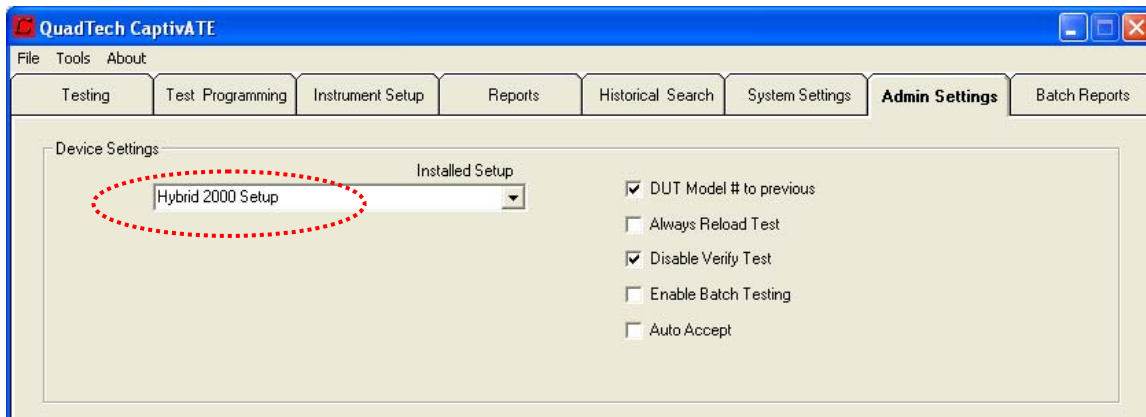 QuadTech CaptivATE
File Tools About
Testing Test Programming Instrument Setup Reports Historical Search System Settings Admin Settings Batch Reports
Device Settings
Installed Setup
Hybrid 2000 Setup
DUT Model # to previous
Always Reload Test
Disable Verify Test
Enable Batch Testing
Auto Accept